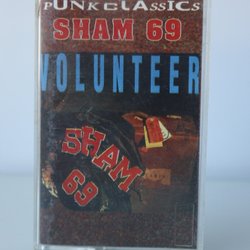 PUNK CLASSICS
SHAM 69
VOLUNTEER
SHAM
69